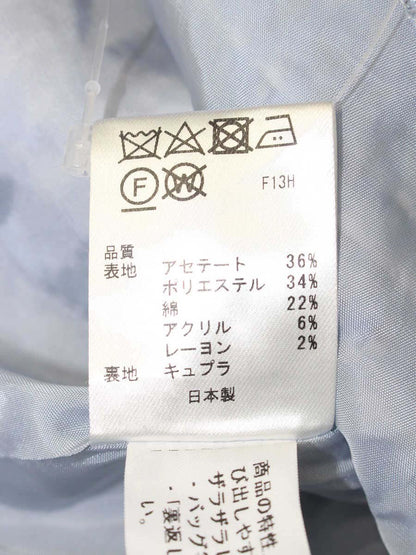 F W F13H
品質
表地 アセテート 36%
ポリエステル 34%
綿 22%
アクリル 6%
レーヨン 2%
裏地 キュプラ
日本製
商品の特性
び出しやす
ザラザラし
・バッグ
・「裏返し
い。